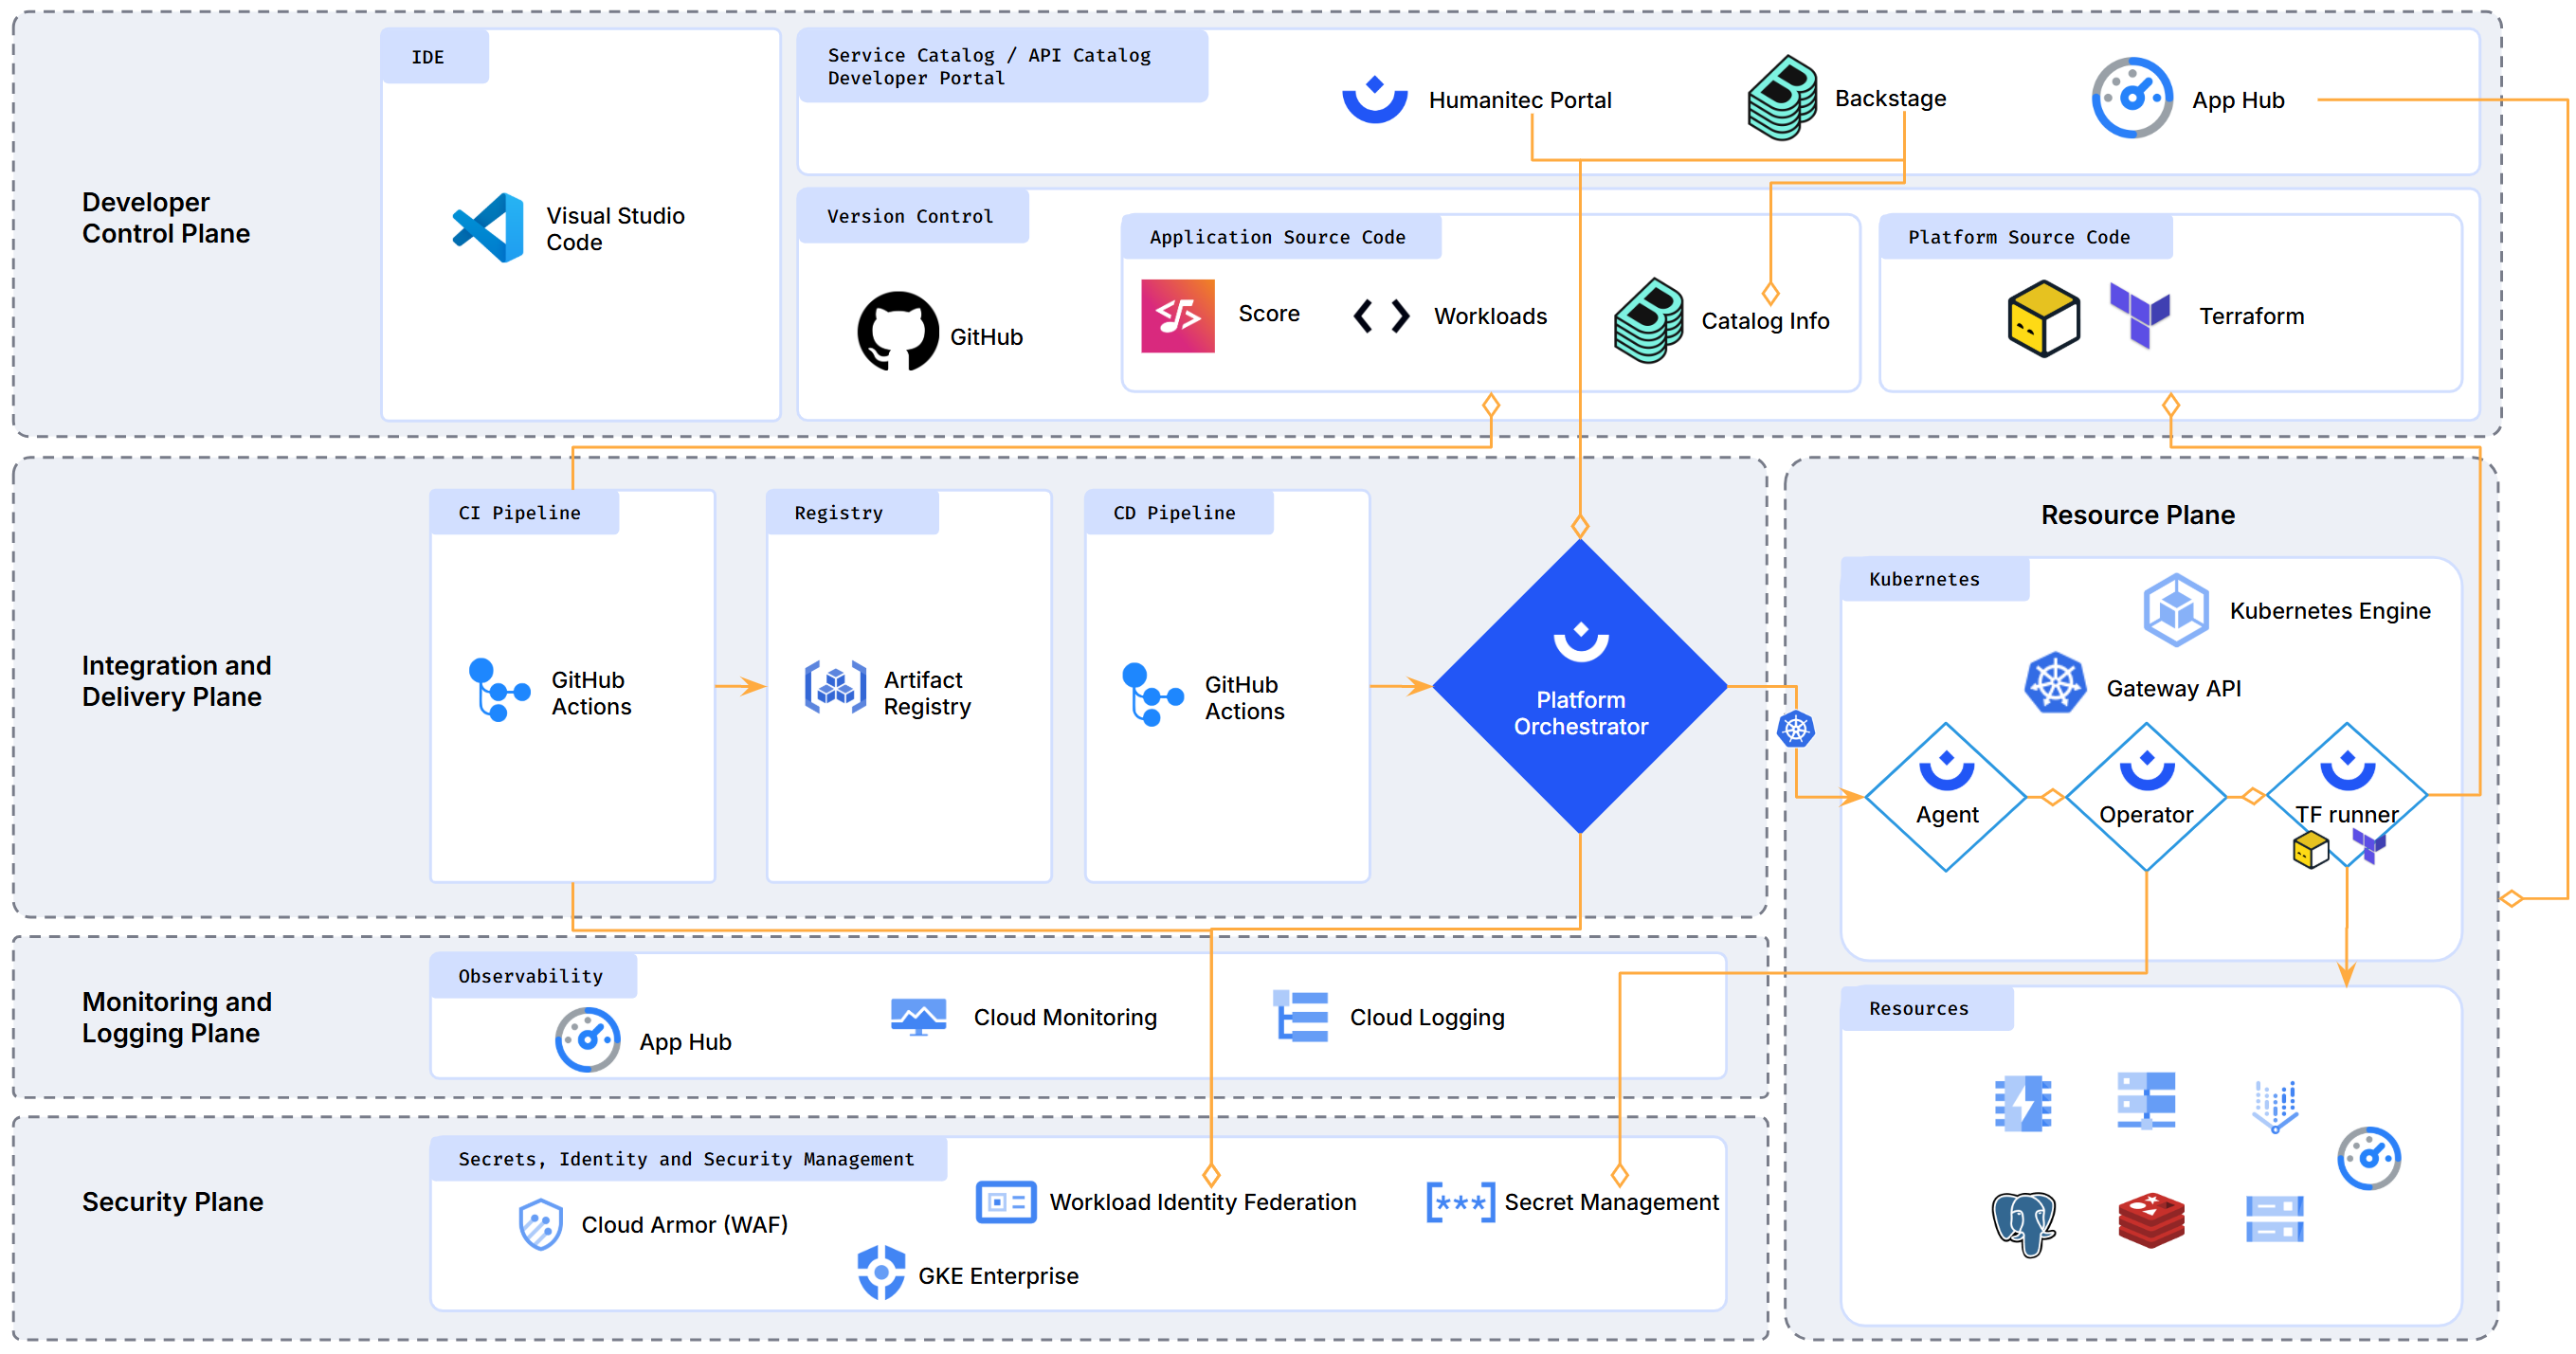 Developer
Control Plane
IDE
Visual Studio
Code
Service Catalog / API Catalog
Developer Portal
Humanitec Portal
Backstage
App Hub
Version Control
GitHub
Application Source Code
Score
Workloads
Catalog Info
Platform Source Code
Terraform
Integration and
Delivery Plane
CI Pipeline
GitHub
Actions
Registry
Artifact
Registry
CD Pipeline
GitHub
Actions
Platform
Orchestrator
Resource Plane
Kubernetes
Kubernetes Engine
Gateway API
Agent
Operator
TF runner
Monitoring and
Logging Plane
Observability
App Hub
Cloud Monitoring
Cloud Logging
Resources
Security Plane
Secrets, Identity and Security Management
Cloud Armor (WAF)
GKE Enterprise
Workload Identity Federation
[***] Secret Management